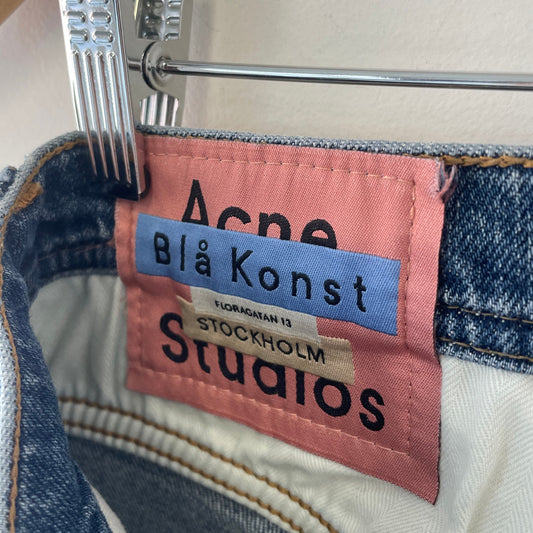 Acne
Blå Konst
FLORAGATAN 13
STOCKHOLM
Studios